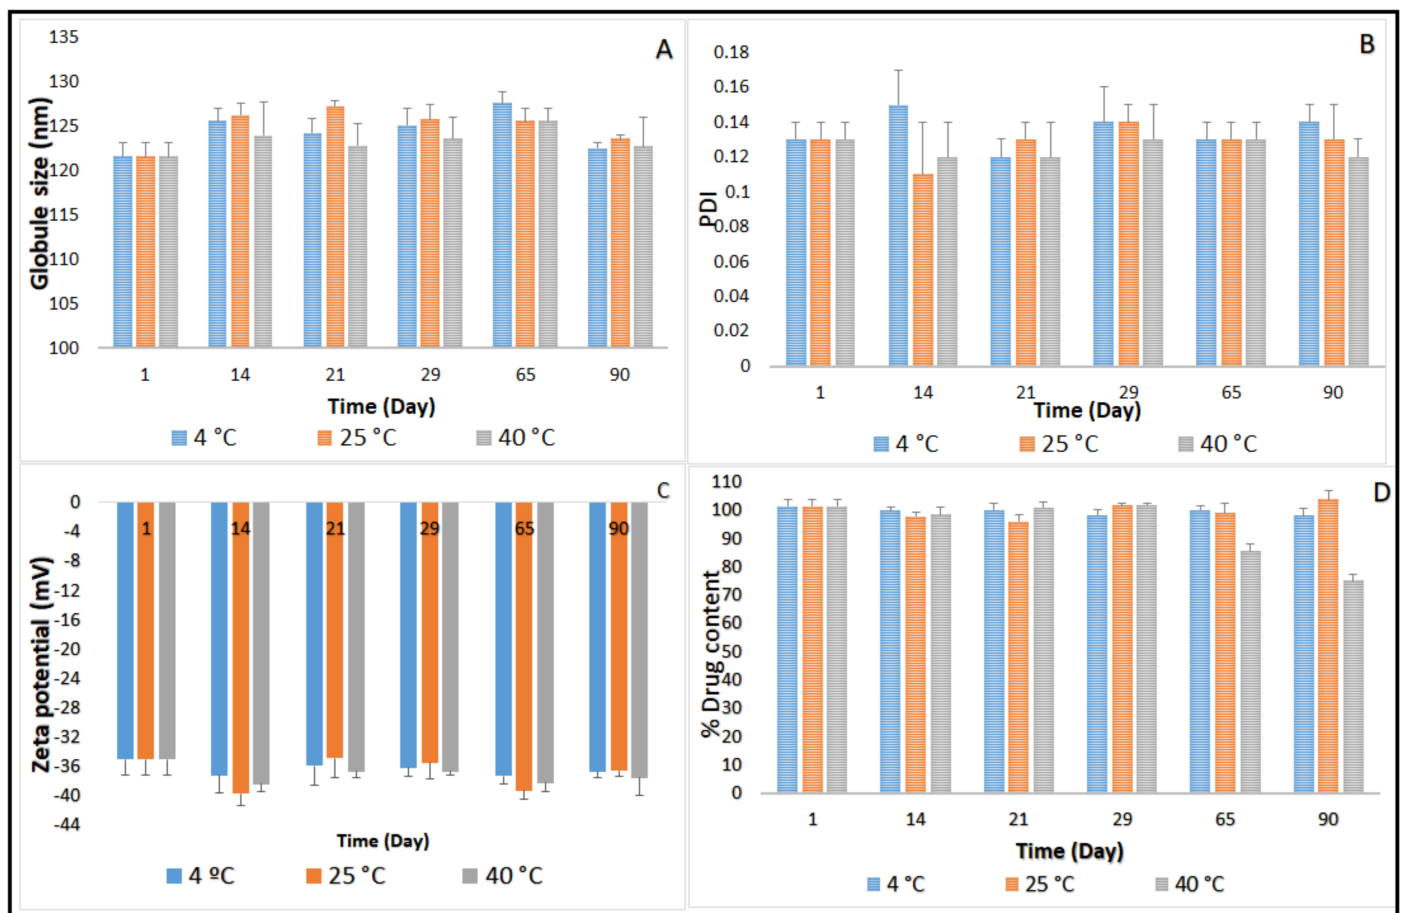 A
135
130
125
120
115
110
105
100
Globule size (nm)
1 14 21 29 65 90
Time (Day)
4 °C 25 °C 40 °C
B
0.18
0.16
0.14
0.12
0.1
0.08
0.06
0.04
0.02
0
PDI
1 14 21 29 65 90
Time (Day)
4 °C 25 °C 40 °C
C
0
-4
-8
-12
-16
-20
-24
-28
-32
-36
-40
-44
Zeta potential (mV)
1 14 21 29 65 90
Time (Day)
4 ºC 25 °C 40 °C
D
110
100
90
80
70
60
50
40
30
20
10
0
% Drug content
1 14 21 29 65 90
Time (Day)
4 °C 25 °C 40 °C